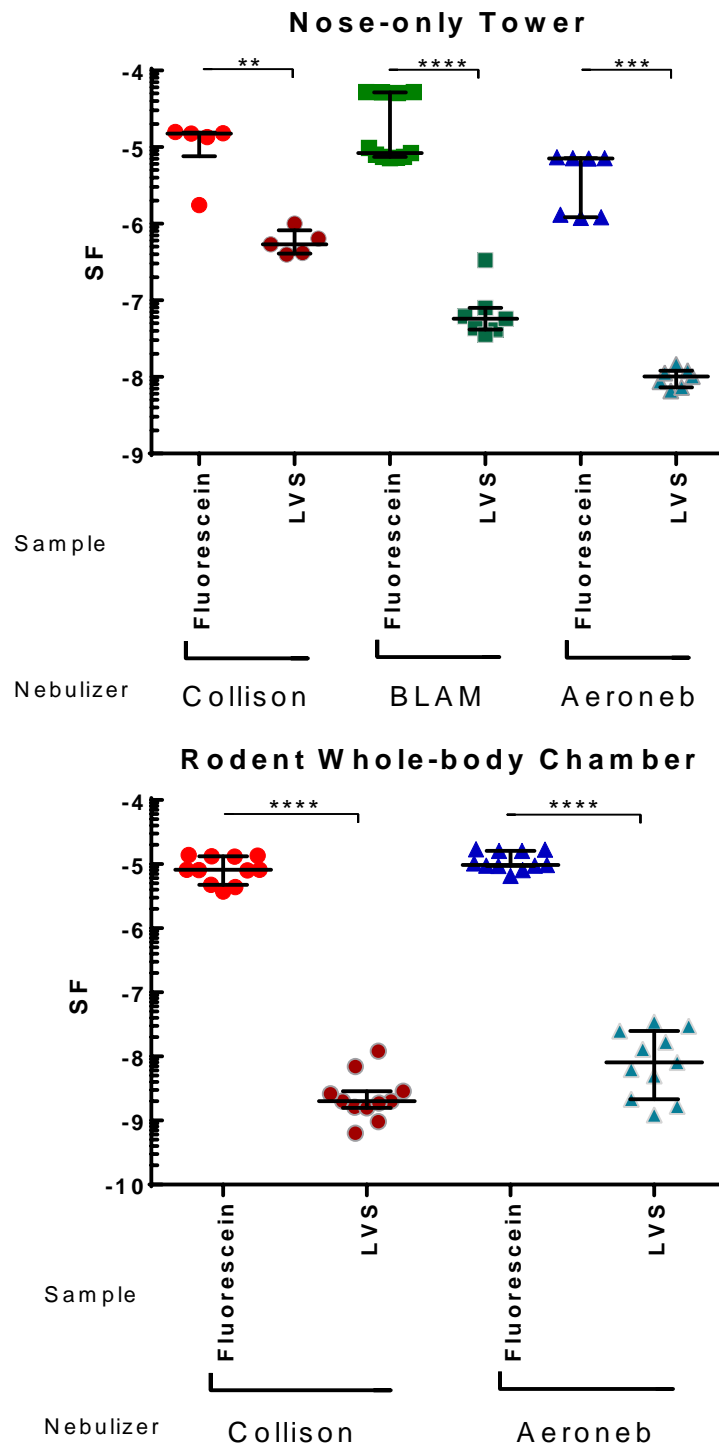 Nose-only Tower
** **** ***
-4
-5
-6
-7
-8
-9
SF
Fluorescein LVS Fluorescein LVS Fluorescein LVS
Sample
Nebulizer Collison BLAM Aeroneb
Rodent Whole-body Chamber
**** ****
-4
-5
-6
-7
-8
-9
-10
SF
Fluorescein LVS Fluorescein LVS
Sample
Nebulizer Collison Aeroneb